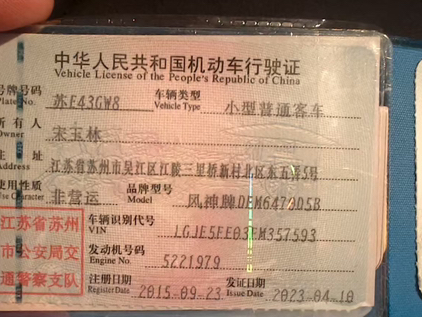 中华人民共和国机动车行驶证
Vehicle License of the People's Republic of China
号牌号码 苏E43GW8 车辆类型 小型普通客车
Plate No. Vehicle Type
所有人 宋玉林
Owner
住址 江苏省苏州市吴江区江陵三里桥新村北区东五弄5号
Address
使用性质 非营运 品牌型号 风神牌DFM6470D5B
Use Character Model
江苏省苏州 车辆识别代号 LGJE5FE03
VIN
市公安局交 发动机号码 5221979
Engine No.
通警察支队 注册日期 2015-09-23 发证日期 2023-04-10
Register Date Issue Date